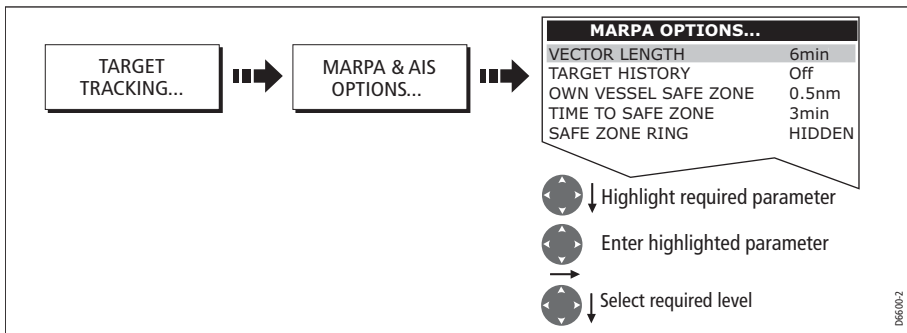 TARGET
TRACKING...
MARPA & AIS
OPTIONS...
MARPA OPTIONS...
VECTOR LENGTH 6min
TARGET HISTORY Off
OWN VESSEL SAFE ZONE 0.5nm
TIME TO SAFE ZONE 3min
SAFE ZONE RING HIDDEN
Highlight required parameter
Enter highlighted parameter
Select required level
D6600-2